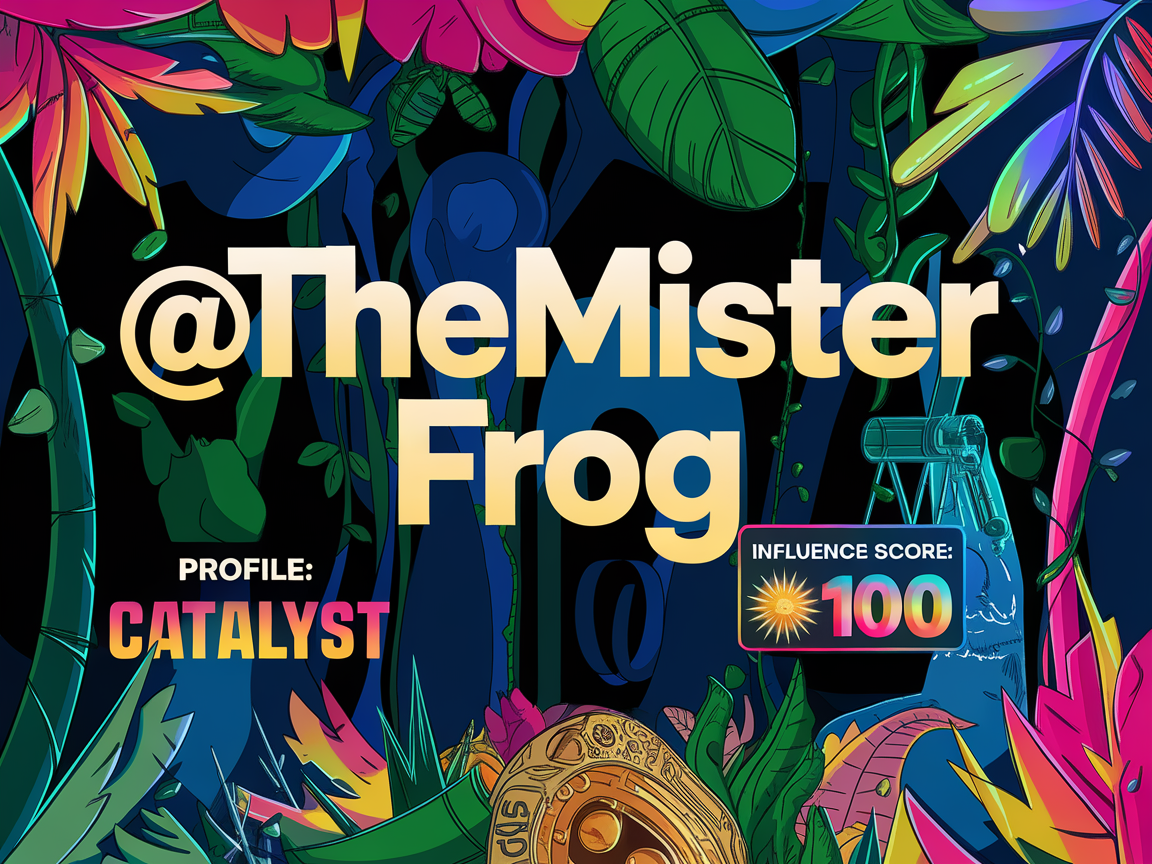 @TheMister
Frog
PROFILE:
CATALYST
INFLUENCE SCORE:
100